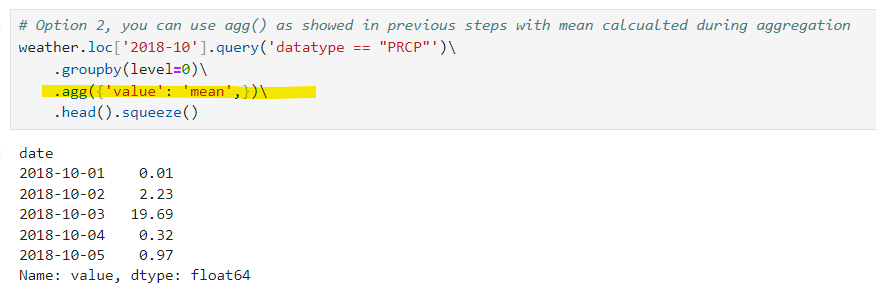 # Option 2, you can use agg() as showed in previous steps with mean calcualted during aggregation
weather.loc['2018-10'].query('datatype == "PRCP"')\
    .groupby(level=0)\
    .agg({'value': 'mean',})\
    .head().squeeze()
date
2018-10-01    0.01
2018-10-02    2.23
2018-10-03   19.69
2018-10-04    0.32
2018-10-05    0.97
Name: value, dtype: float64